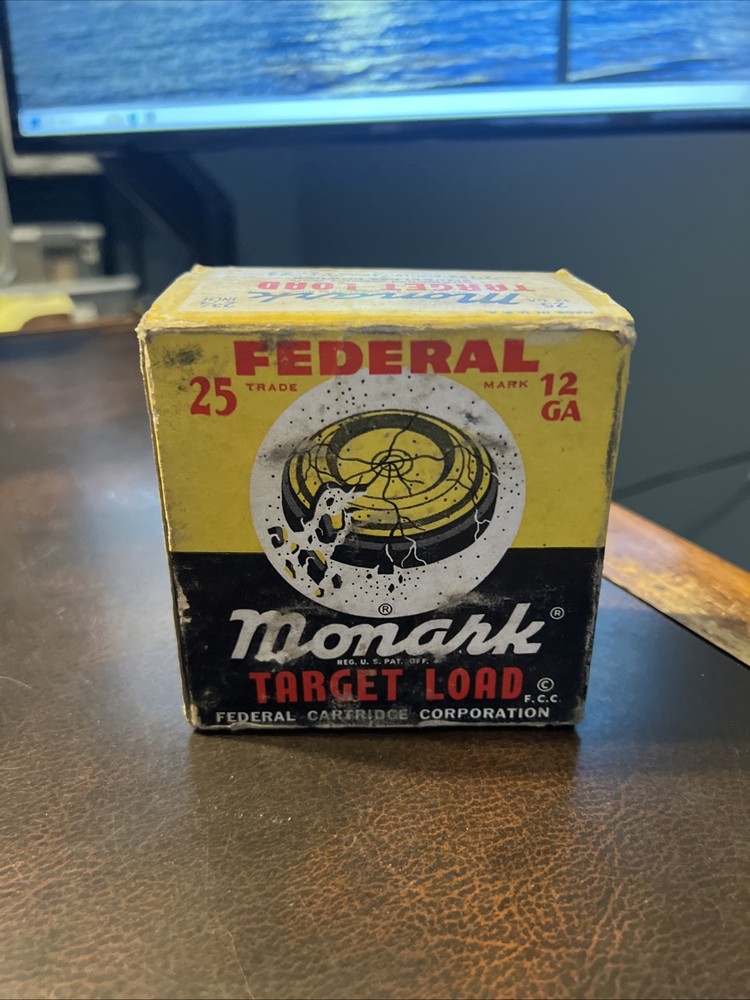 Monark
TARGET LOAD
FEDERAL
25 TRADE MARK 12
GA
®
Monark ®
REG. U. S. PAT. OFF.
TARGET LOAD ©
F.C.C.
FEDERAL CARTRIDGE CORPORATION